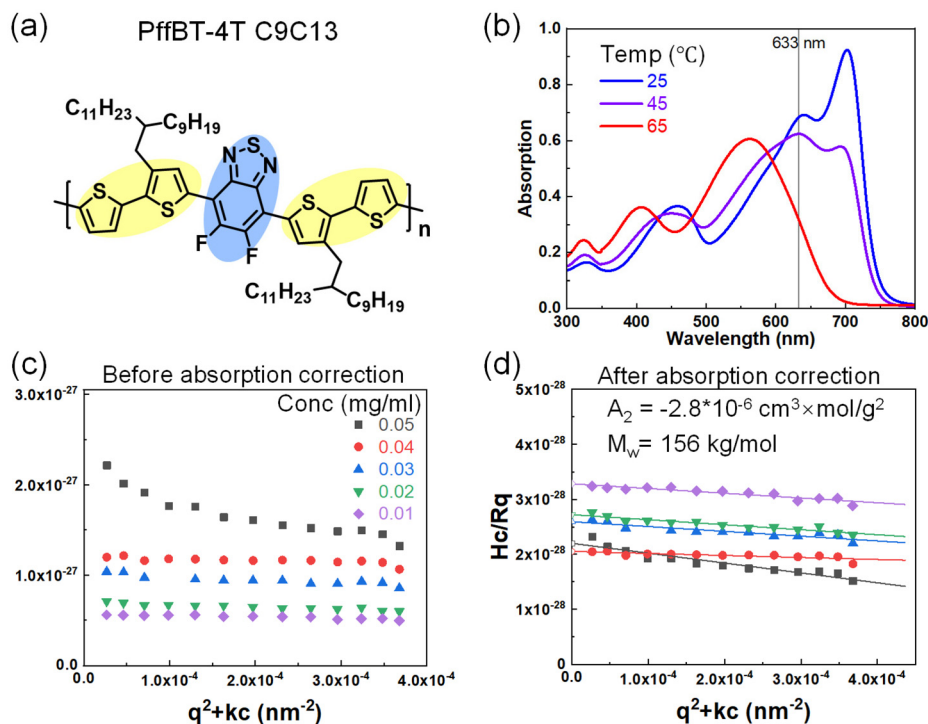 (a)
PffBT-4T C9C13
C₁₁H₂₃
C₉H₁₉
S
S
N
S
N
F
F
S
S
n
C₁₁H₂₃
C₉H₁₉
(b)
633 nm
Temp (℃)
25
45
65
Absorption
1.0
0.8
0.6
0.4
0.2
0.0
300 400 500 600 700 800
Wavelength (nm)
(c)
Before absorption correction
Conc (mg/ml)
0.05
0.04
0.03
0.02
0.01
3.0x10⁻²⁷
2.0x10⁻²⁷
1.0x10⁻²⁷
0.0
0.0 1.0x10⁻⁴ 2.0x10⁻⁴ 3.0x10⁻⁴ 4.0x10⁻⁴
q²+kc (nm⁻²)
(d)
After absorption correction
A₂ = -2.8*10⁻⁶ cm³×mol/g²
M_w= 156 kg/mol
Hc/Rq
5x10⁻²⁸
4x10⁻²⁸
3x10⁻²⁸
2x10⁻²⁸
1x10⁻²⁸
0
0.0 1.0x10⁻⁴ 2.0x10⁻⁴ 3.0x10⁻⁴ 4.0x10⁻⁴
q²+kc (nm⁻²)